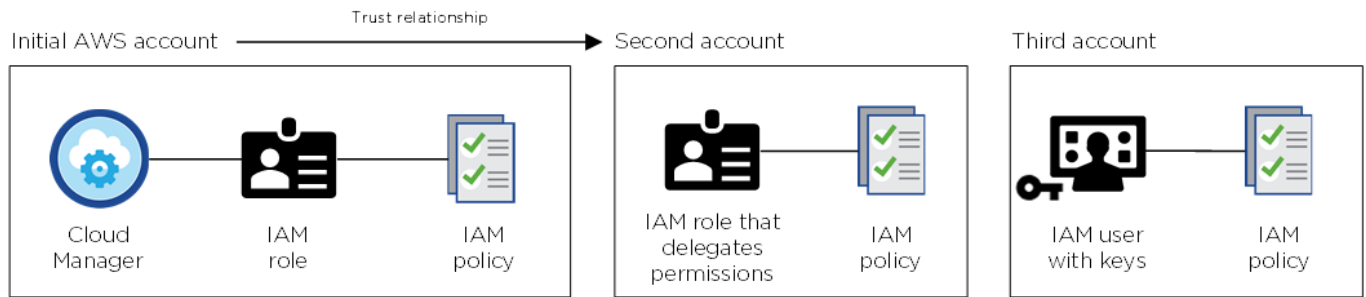 Trust relationship
Initial AWS account
Second account
Third account
Cloud
Manager
IAM
role
IAM
policy
IAM role that
delegates
permissions
IAM
policy
IAM user
with keys
IAM
policy